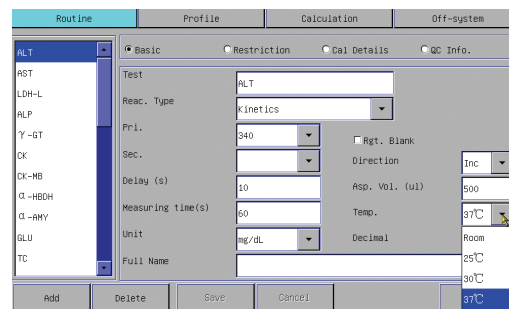 Routine Profile Calculation Off-system
ALT
AST
LDH-L
ALP
γ-GT
CK
CK-MB
α-HBDH
α-AMY
GLU
TC
Basic Restriction Cal Details QC Info.
Test ALT
Reac. Type Kinetics
Pri. 340 Rgt. Blank
Sec. Direction Inc
Delay (s) 10 Asp. Vol. (ul) 500
Measuring time(s) 60 Temp. 37℃
Unit mg/dL Decimal
Full Name
Room
25℃
30℃
37℃
Add Delete Save Cancel